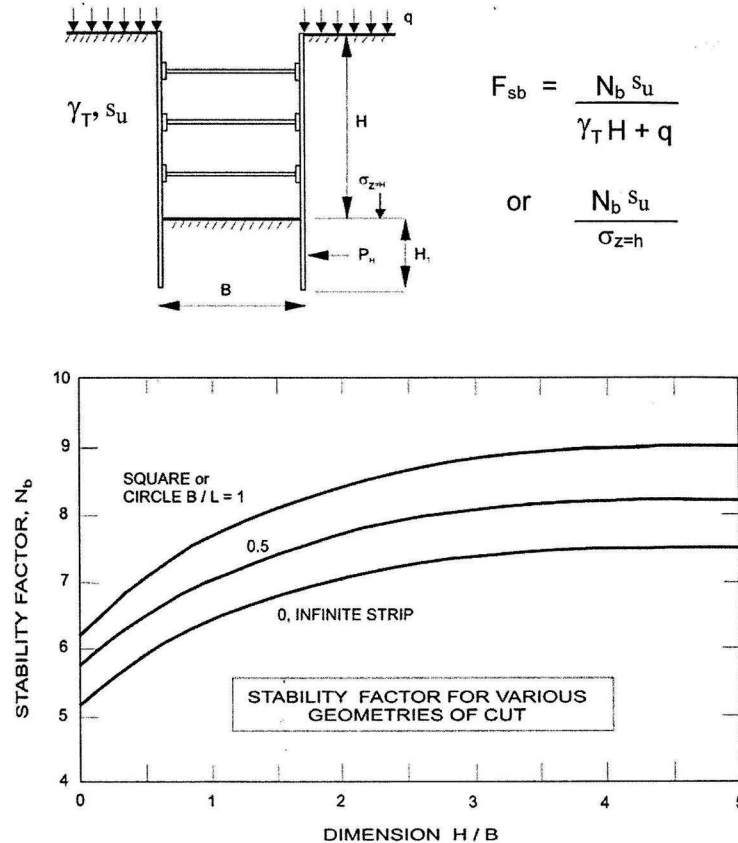 q
γT, su
H
σz=H
PH
H1
B
Fsb = Nb su
γT H + q
or Nb su
σz=h
10
9
8
7
6
5
4
STABILITY FACTOR, Nb
SQUARE or
CIRCLE B / L = 1
0.5
0, INFINITE STRIP
STABILITY FACTOR FOR VARIOUS
GEOMETRIES OF CUT
0 1 2 3 4 5
DIMENSION H / B